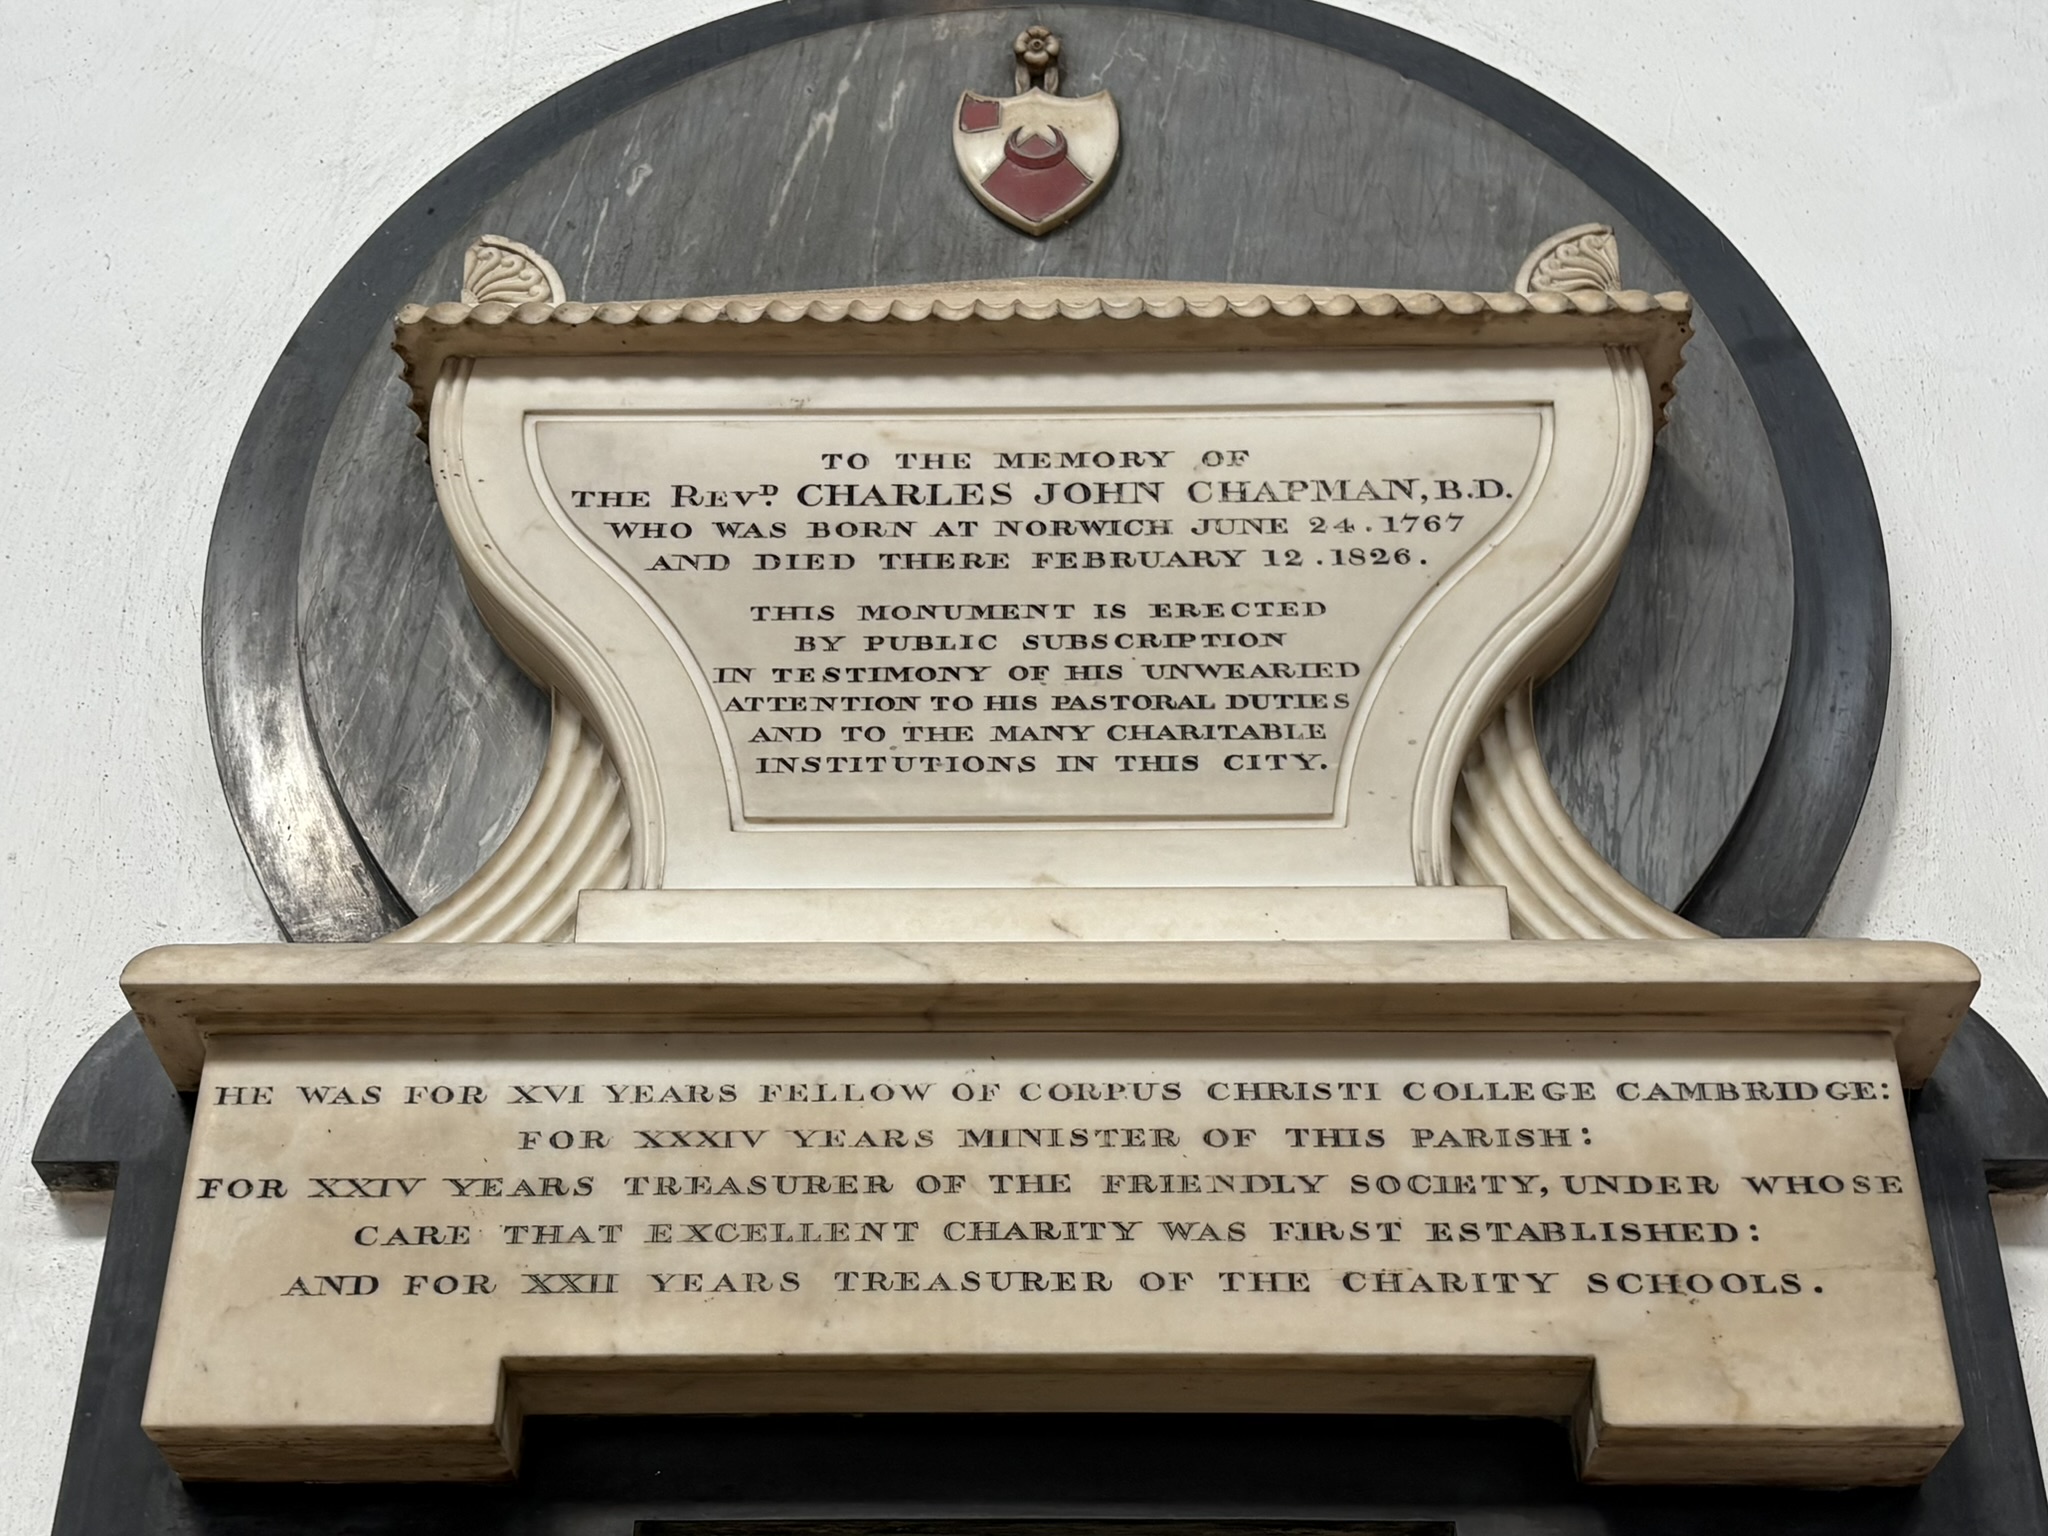 TO THE MEMORY OF
THE REVD. CHARLES JOHN CHAPMAN, B.D.
WHO WAS BORN AT NORWICH JUNE 24. 1767
AND DIED THERE FEBRUARY 12. 1826.
THIS MONUMENT IS ERECTED
BY PUBLIC SUBSCRIPTION
IN TESTIMONY OF HIS UNWEARIED
ATTENTION TO HIS PASTORAL DUTIES
AND TO THE MANY CHARITABLE
INSTITUTIONS IN THIS CITY.
HE WAS FOR XVI YEARS FELLOW OF CORPUS CHRISTI COLLEGE CAMBRIDGE:
FOR XXXIV YEARS MINISTER OF THIS PARISH:
FOR XXIV YEARS TREASURER OF THE FRIENDLY SOCIETY, UNDER WHOSE
CARE THAT EXCELLENT CHARITY WAS FIRST ESTABLISHED:
AND FOR XXII YEARS TREASURER OF THE CHARITY SCHOOLS.